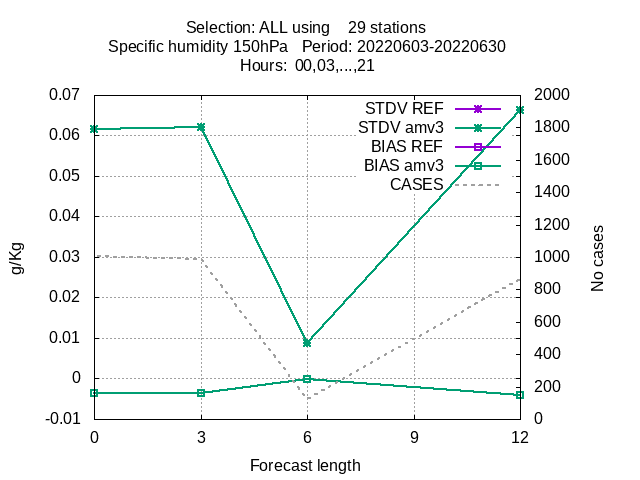 Selection: ALL using 29 stations
Specific humidity 150hPa Period: 20220603-20220630
Hours: 00,03,...,21
STDV REF
STDV amv3
BIAS REF
BIAS amv3
CASES
0.07
0.06
0.05
0.04
0.03
0.02
0.01
0
-0.01
g/Kg
2000
1800
1600
1400
1200
1000
800
600
400
200
0
No cases
0 3 6 9 12
Forecast length